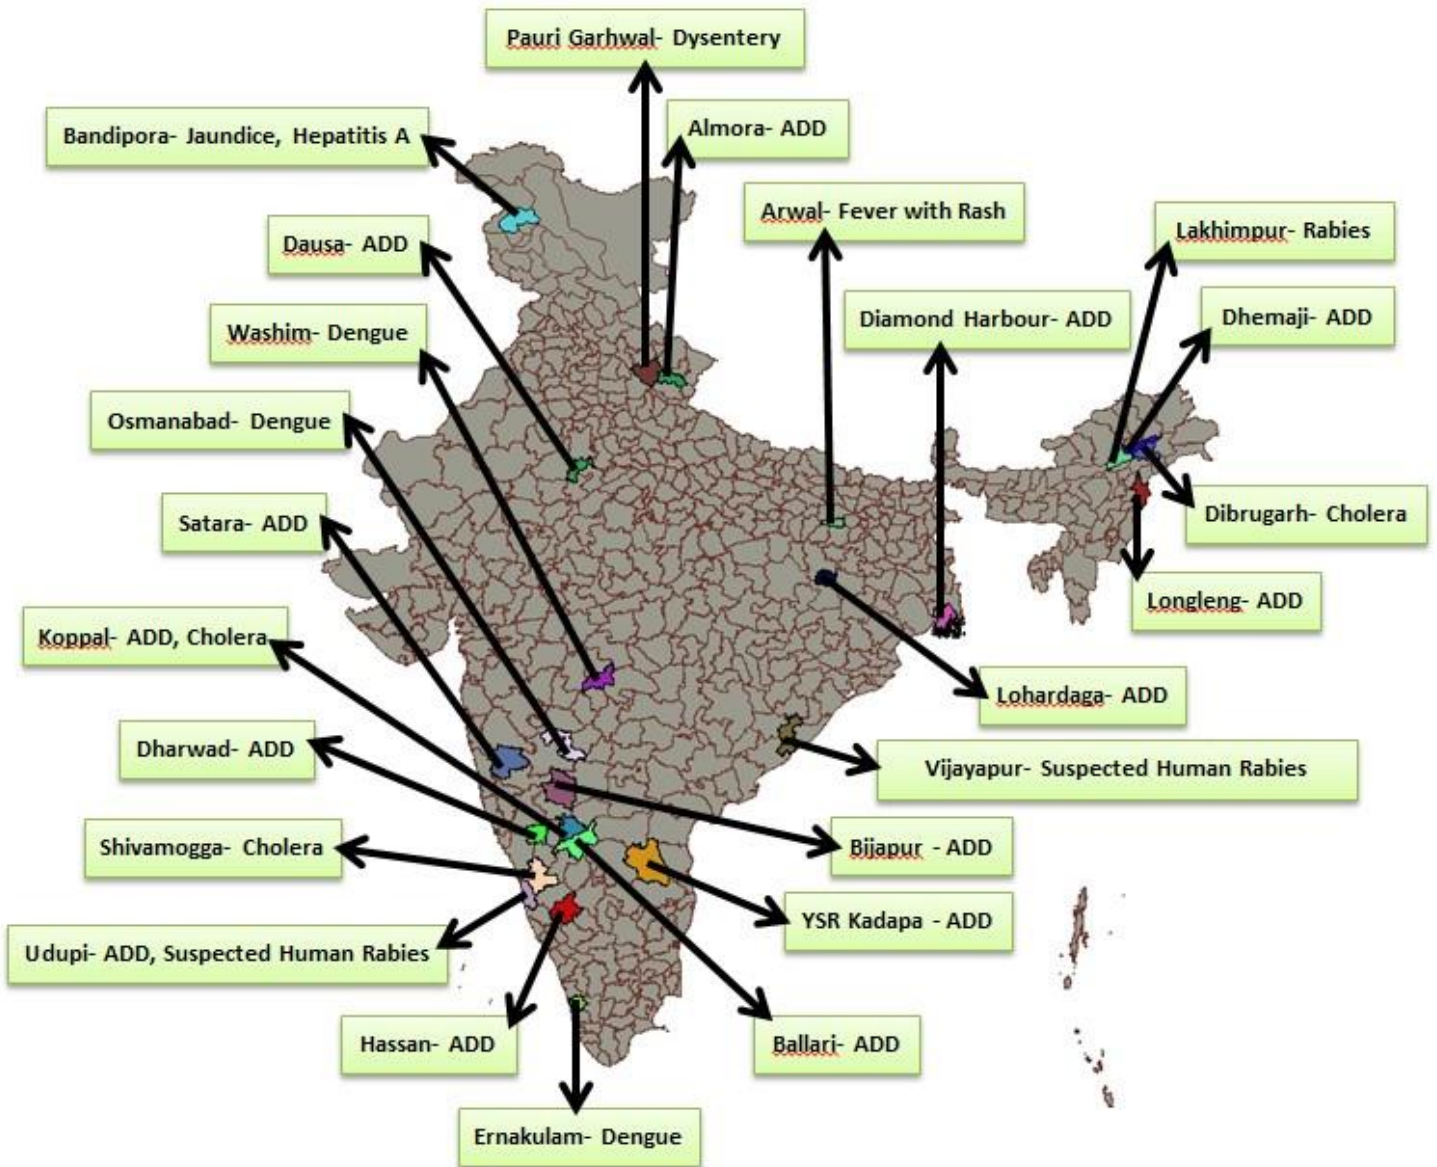 Pauri Garhwal- Dysentery
Almora- ADD
Bandipora- Jaundice, Hepatitis A
Arwal- Fever with Rash
Lakhimpur- Rabies
Dausa- ADD
Diamond Harbour- ADD
Dhemaji- ADD
Washim- Dengue
Osmanabad- Dengue
Dibrugarh- Cholera
Satara- ADD
Longleng- ADD
Koppal- ADD, Cholera
Lohardaga- ADD
Dharwad- ADD
Vijayapur- Suspected Human Rabies
Shivamogga- Cholera
Bijapur - ADD
YSR Kadapa - ADD
Udupi- ADD, Suspected Human Rabies
Hassan- ADD
Ballari- ADD
Ernakulam- Dengue